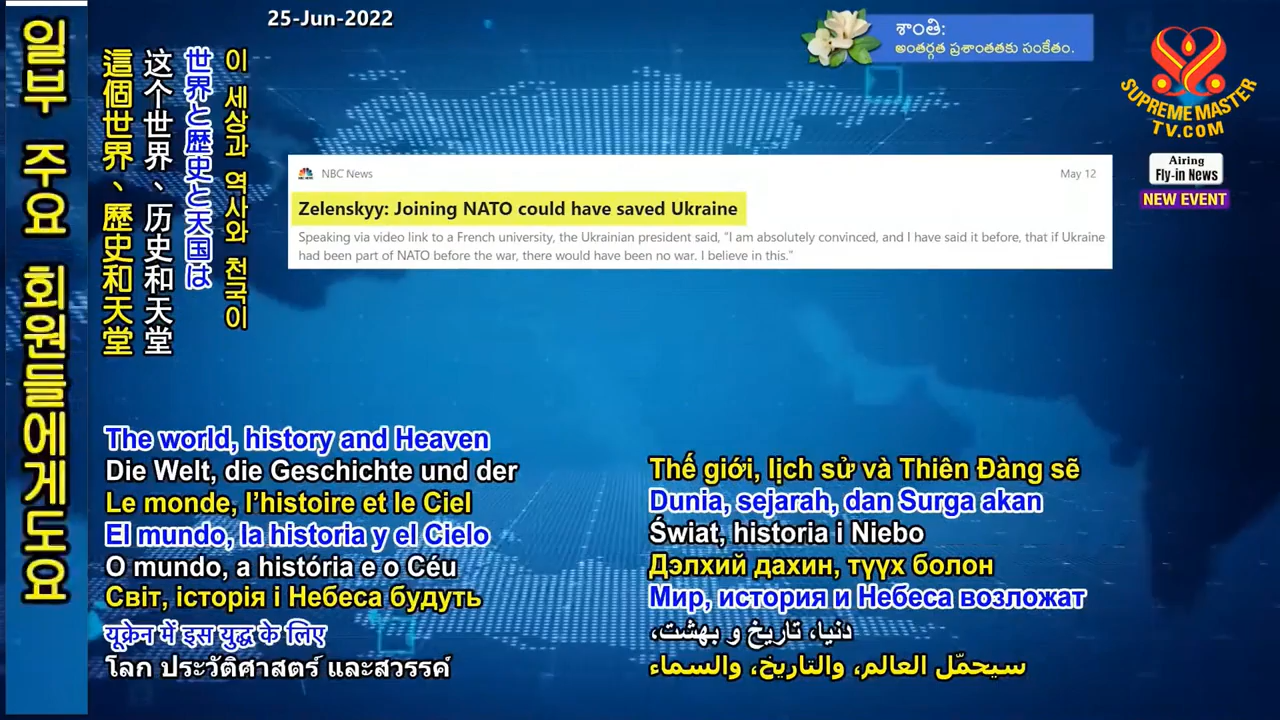 25-Jun-2022
శాంతి:
అంతర్గత ప్రశాంతతకు సంకేతం.
SUPREME MASTER
TV.COM
Airing
Fly-in News
NEW EVENT
일부 주요 회원들에게도요
이 세상과 역사와 천국이
世界と歴史と天国は
这个世界、历史和天堂
這個世界、歷史和天堂
NBC News
May 12
Zelenskyy: Joining NATO could have saved Ukraine
Speaking via video link to a French university, the Ukrainian president said, “I am absolutely convinced, and I have said it before, that if Ukraine
had been part of NATO before the war, there would have been no war. I believe in this.”
The world, history and Heaven
Die Welt, die Geschichte und der
Le monde, l’histoire et le Ciel
El mundo, la historia y el Cielo
O mundo, a história e o Céu
Світ, історія і Небеса будуть
यूक्रेन में इस युद्ध के लिए
โลก ประวัติศาสตร์ และสวรรค์
Thế giới, lịch sử và Thiên Đàng sẽ
Dunia, sejarah, dan Surga akan
Świat, historia i Niebo
Дэлхий дахин, түүх болон
Мир, история и Небеса возложат
دنیا، تاریخ و بهشت،
سيحمّل العالم، والتاريخ، والسماء